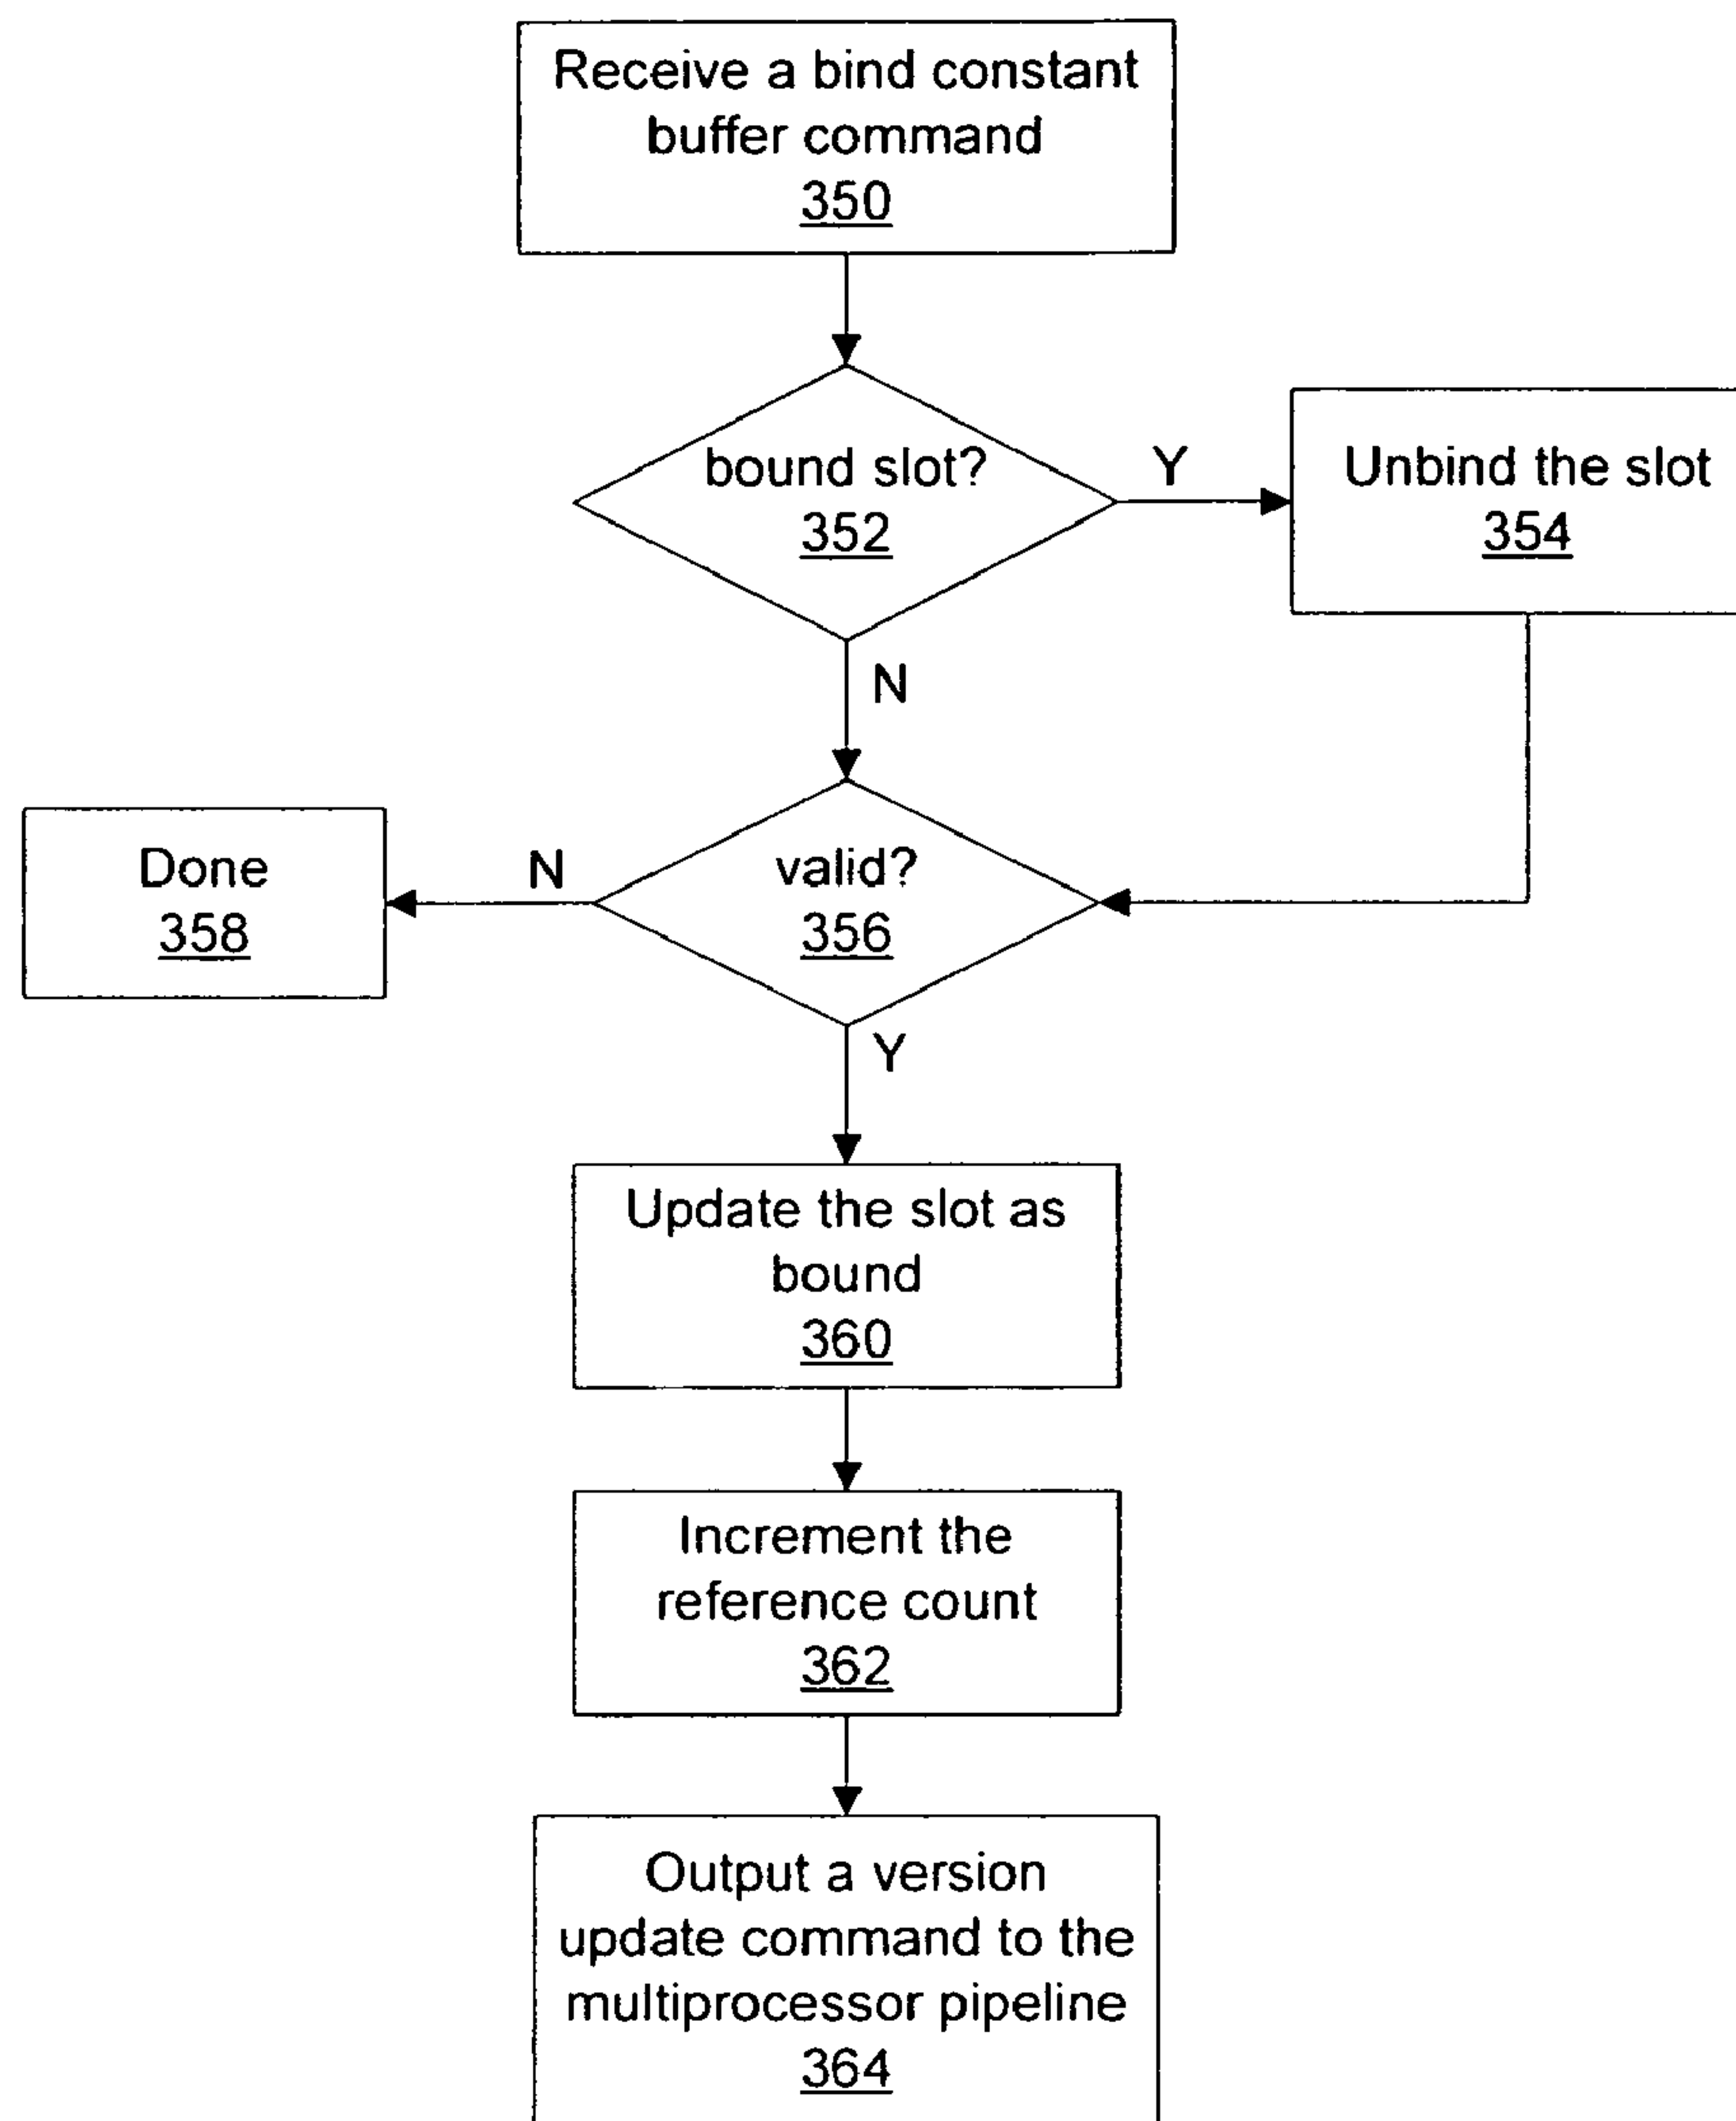 Receive a bind constant
buffer command
350
bound slot?
352
Y
Unbind the slot
354
N
valid?
356
N
Done
358
Y
Update the slot as
bound
360
Increment the
reference count
362
Output a version
update command to the
multiprocessor pipeline
364